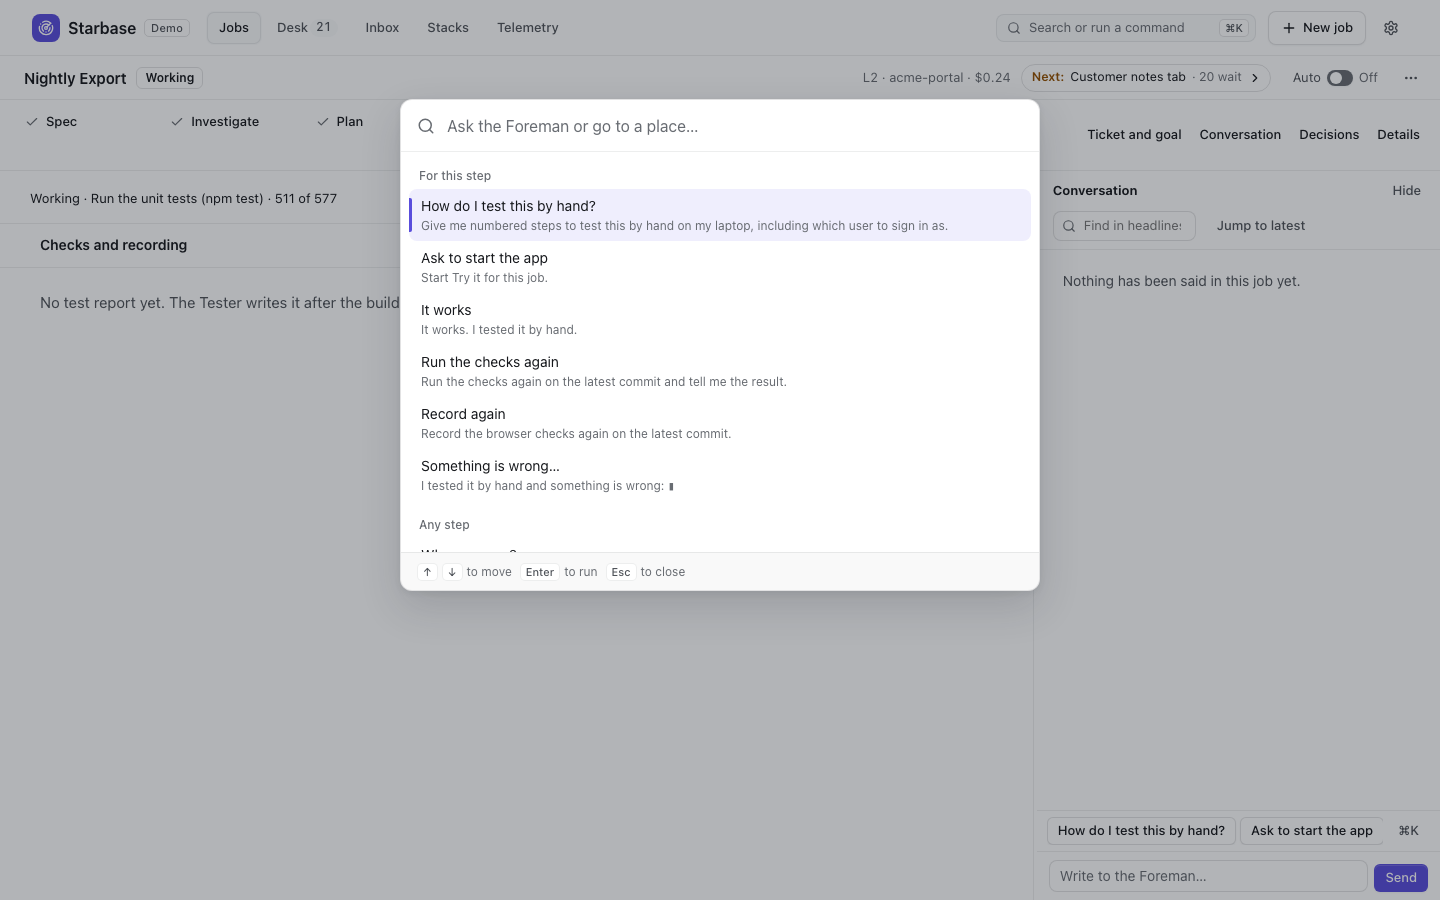 Starbase Demo Jobs Desk 21 Inbox Stacks Telemetry Search or run a command ⌘K New job
Nightly Export Working L2 · acme-portal · $0.24 Next: Customer notes tab · 20 wait Auto Off
Spec Investigate Plan
Ticket and goal Conversation Decisions Details
Working · Run the unit tests (npm test) · 511 of 577
Checks and recording
No test report yet. The Tester writes it after the build
Ask the Foreman or go to a place...
For this step
How do I test this by hand?
Give me numbered steps to test this by hand on my laptop, including which user to sign in as.
Ask to start the app
Start Try it for this job.
It works
It works. I tested it by hand.
Run the checks again
Run the checks again on the latest commit and tell me the result.
Record again
Record the browser checks again on the latest commit.
Something is wrong...
I tested it by hand and something is wrong:
Any step
↑ ↓ to move Enter to run Esc to close
Conversation Hide
Find in headlines Jump to latest
Nothing has been said in this job yet.
How do I test this by hand? Ask to start the app ⌘K
Write to the Foreman... Send